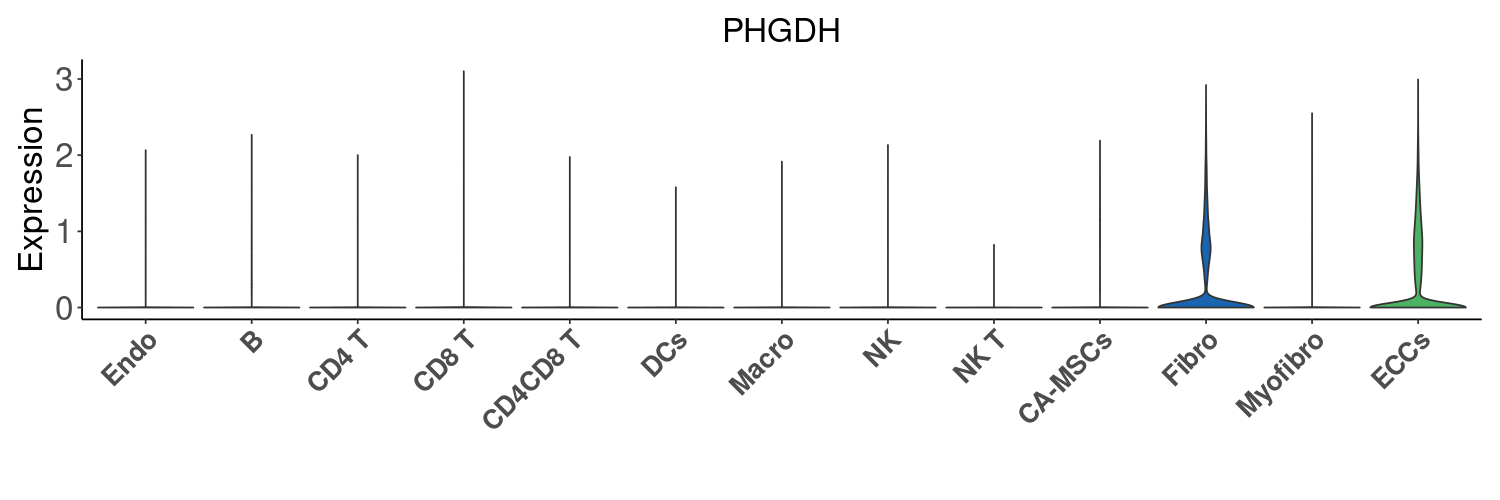 PHGDH
Expression
3
2
1
0
Endo
B
CD4 T
CD8 T
CD4CD8 T
DCs
Macro
NK
NK T
CA-MSCs
Fibro
Myofibro
ECCs